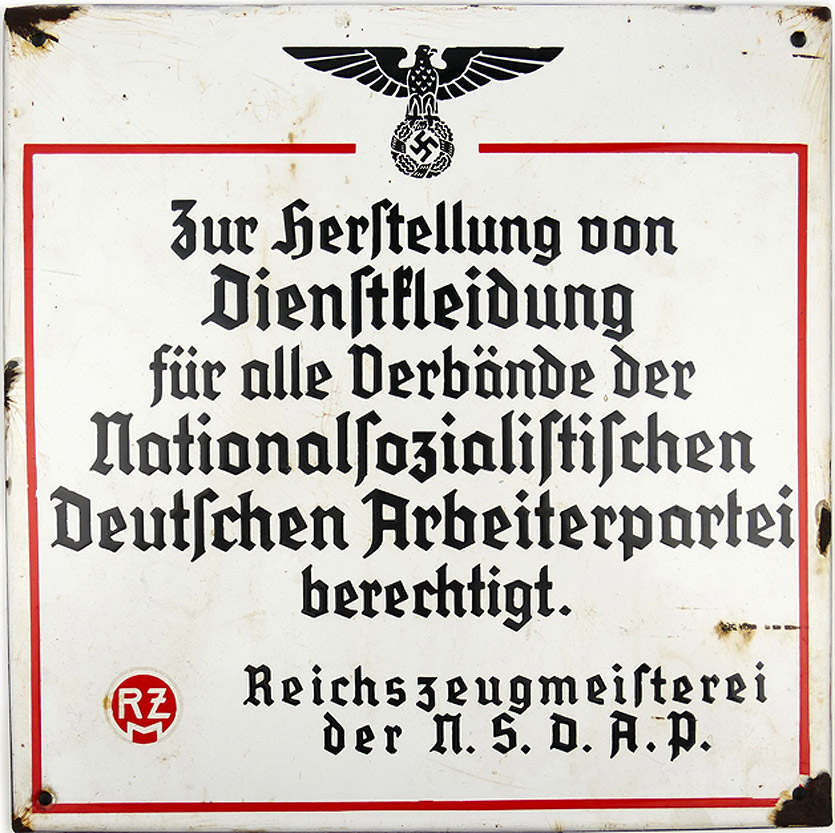 Zur Herſtellung von
Dienſtkleidung
für alle Verbände der
Nationalſozialiſtiſchen
Deutſchen Arbeiterpartei
berechtigt.
Reichszeugmeiſterei
der N. S. D. A. P.
RZM